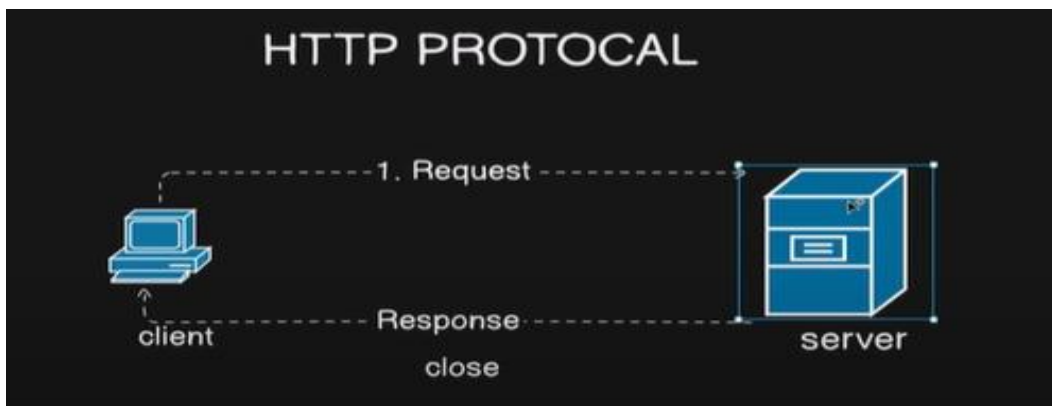 HTTP PROTOCAL
1. Request
client
Response
close
server